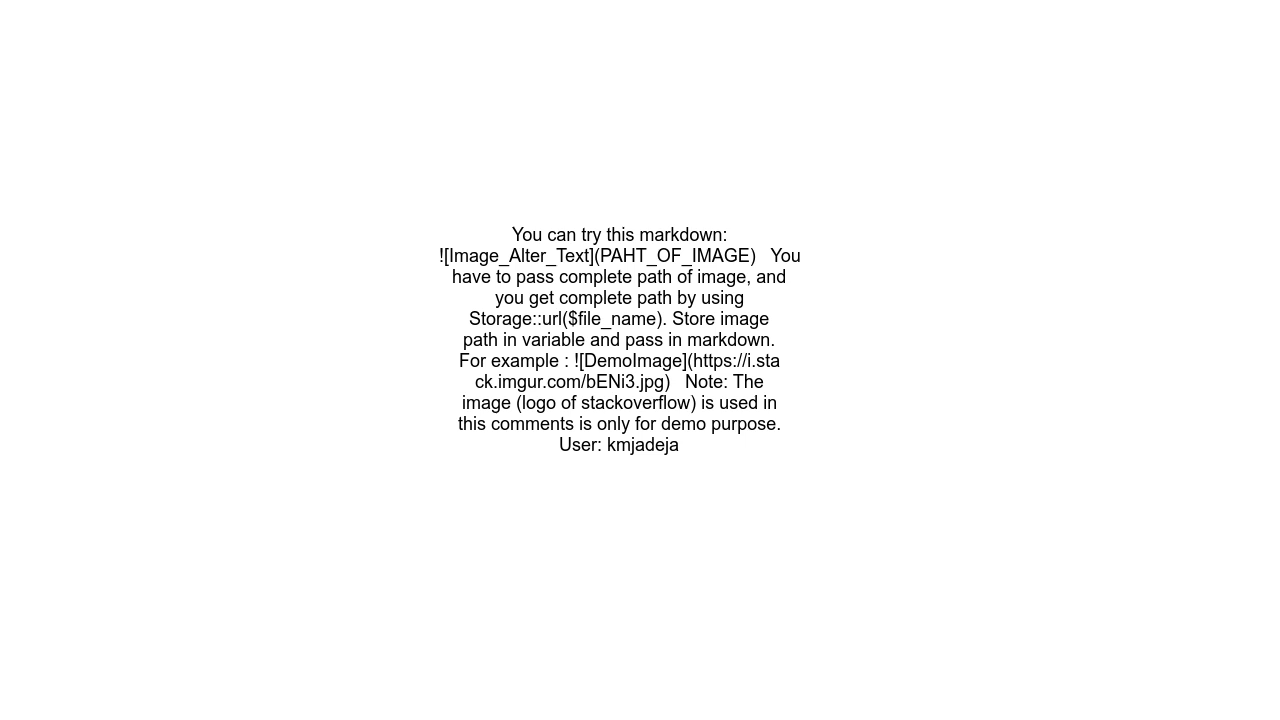 You can try this markdown:
![Image_Alter_Text](PAHT_OF_IMAGE)   You
have to pass complete path of image, and
you get complete path by using
Storage::url($file_name). Store image
path in variable and pass in markdown.
For example : ![DemoImage](https://i.sta
ck.imgur.com/bENi3.jpg)   Note: The
image (logo of stackoverflow) is used in
this comments is only for demo purpose.
User: kmjadeja